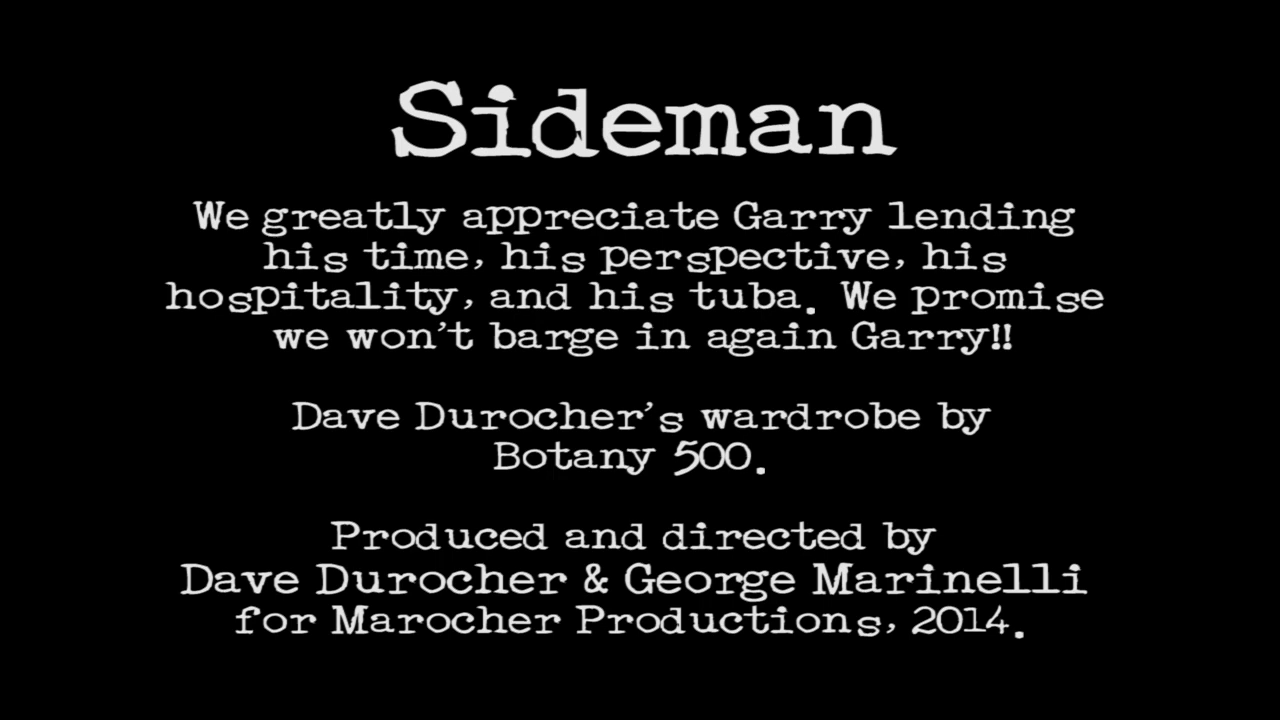 Sideman
We greatly appreciate Garry lending
his time, his perspective, his
hospitality, and his tuba. We promise
we won't barge in again Garry!!
Dave Durocher's wardrobe by
Botany 500.
Produced and directed by
Dave Durocher & George Marinelli
for Marocher Productions, 2014.